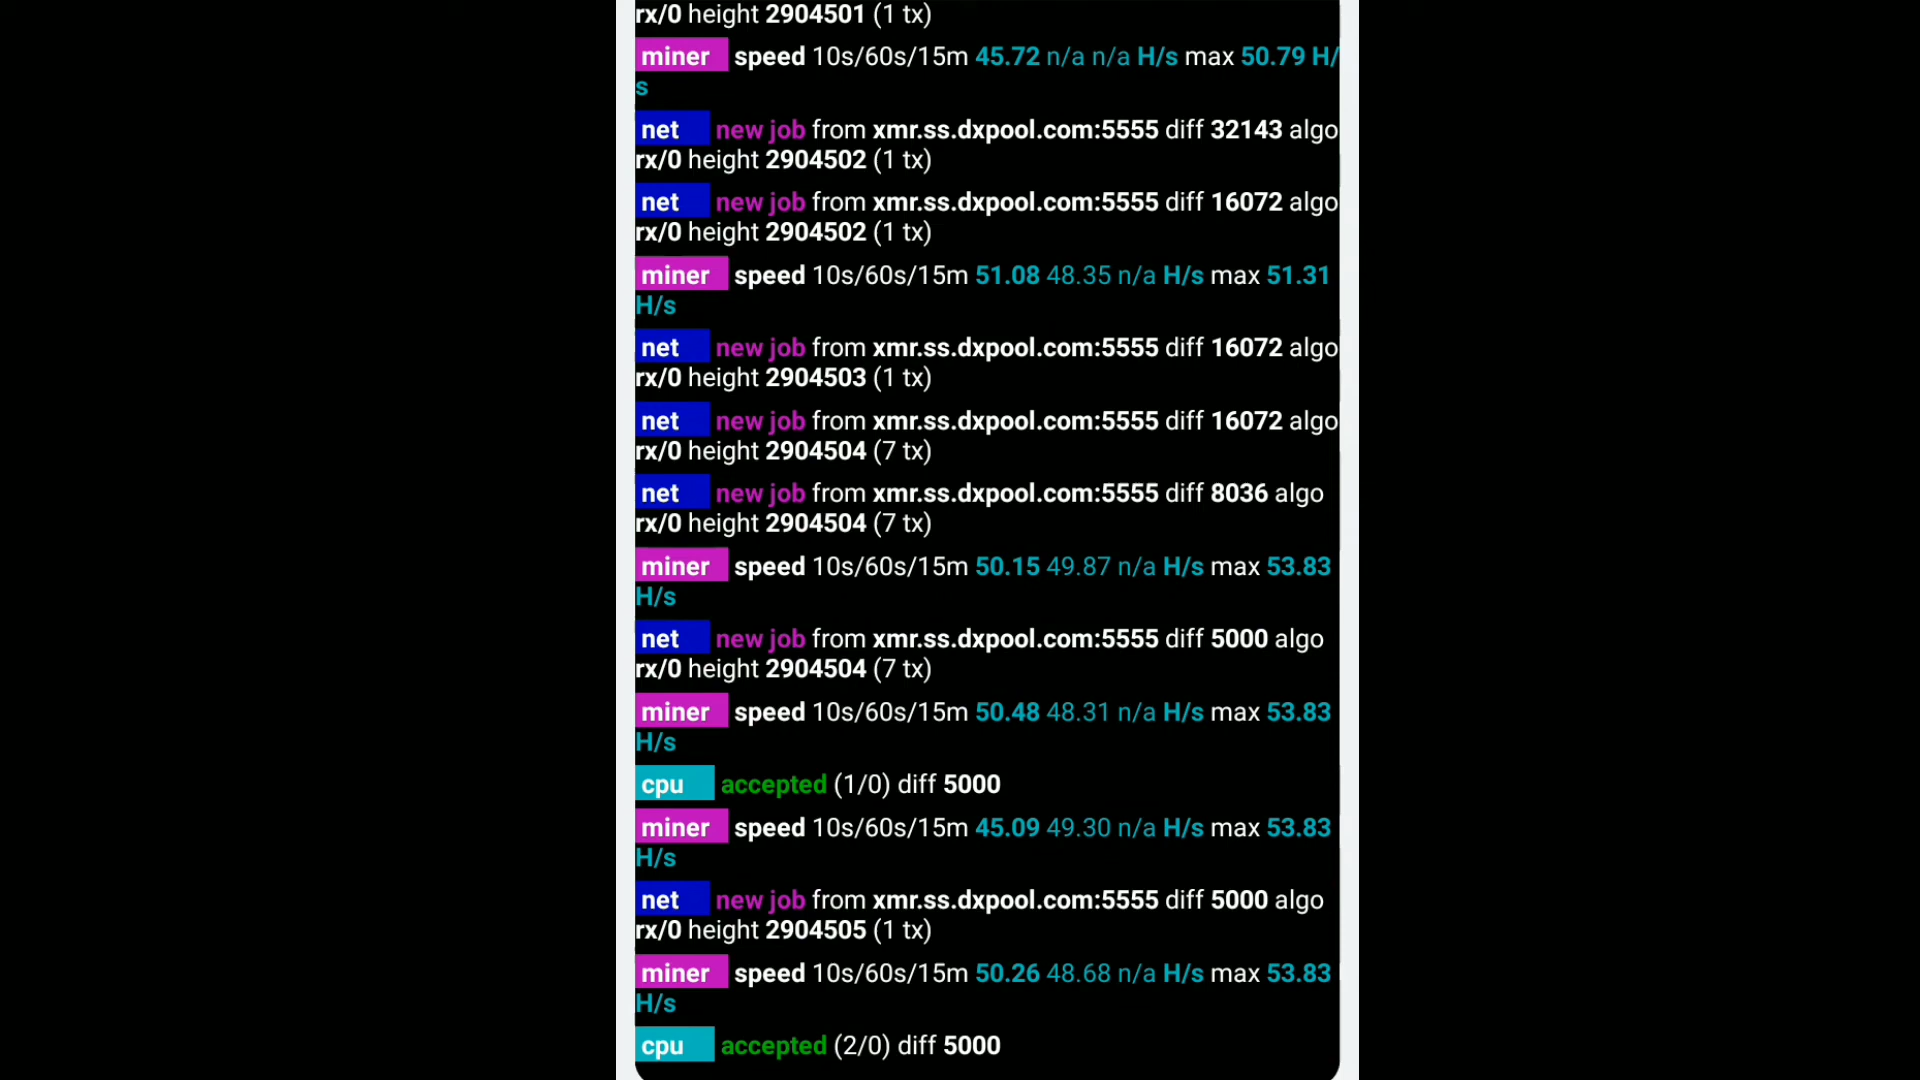 rx/0 height 2904501 (1 tx)
miner speed 10s/60s/15m 45.72 n/a n/a H/s max 50.79 H/
s
net new job from xmr.ss.dxpool.com:5555 diff 32143 algo
rx/0 height 2904502 (1 tx)
net new job from xmr.ss.dxpool.com:5555 diff 16072 algo
rx/0 height 2904502 (1 tx)
miner speed 10s/60s/15m 51.08 48.35 n/a H/s max 51.31
H/s
net new job from xmr.ss.dxpool.com:5555 diff 16072 algo
rx/0 height 2904503 (1 tx)
net new job from xmr.ss.dxpool.com:5555 diff 16072 algo
rx/0 height 2904504 (7 tx)
net new job from xmr.ss.dxpool.com:5555 diff 8036 algo
rx/0 height 2904504 (7 tx)
miner speed 10s/60s/15m 50.15 49.87 n/a H/s max 53.83
H/s
net new job from xmr.ss.dxpool.com:5555 diff 5000 algo
rx/0 height 2904504 (7 tx)
miner speed 10s/60s/15m 50.48 48.31 n/a H/s max 53.83
H/s
cpu accepted (1/0) diff 5000
miner speed 10s/60s/15m 45.09 49.30 n/a H/s max 53.83
H/s
net new job from xmr.ss.dxpool.com:5555 diff 5000 algo
rx/0 height 2904505 (1 tx)
miner speed 10s/60s/15m 50.26 48.68 n/a H/s max 53.83
H/s
cpu accepted (2/0) diff 5000